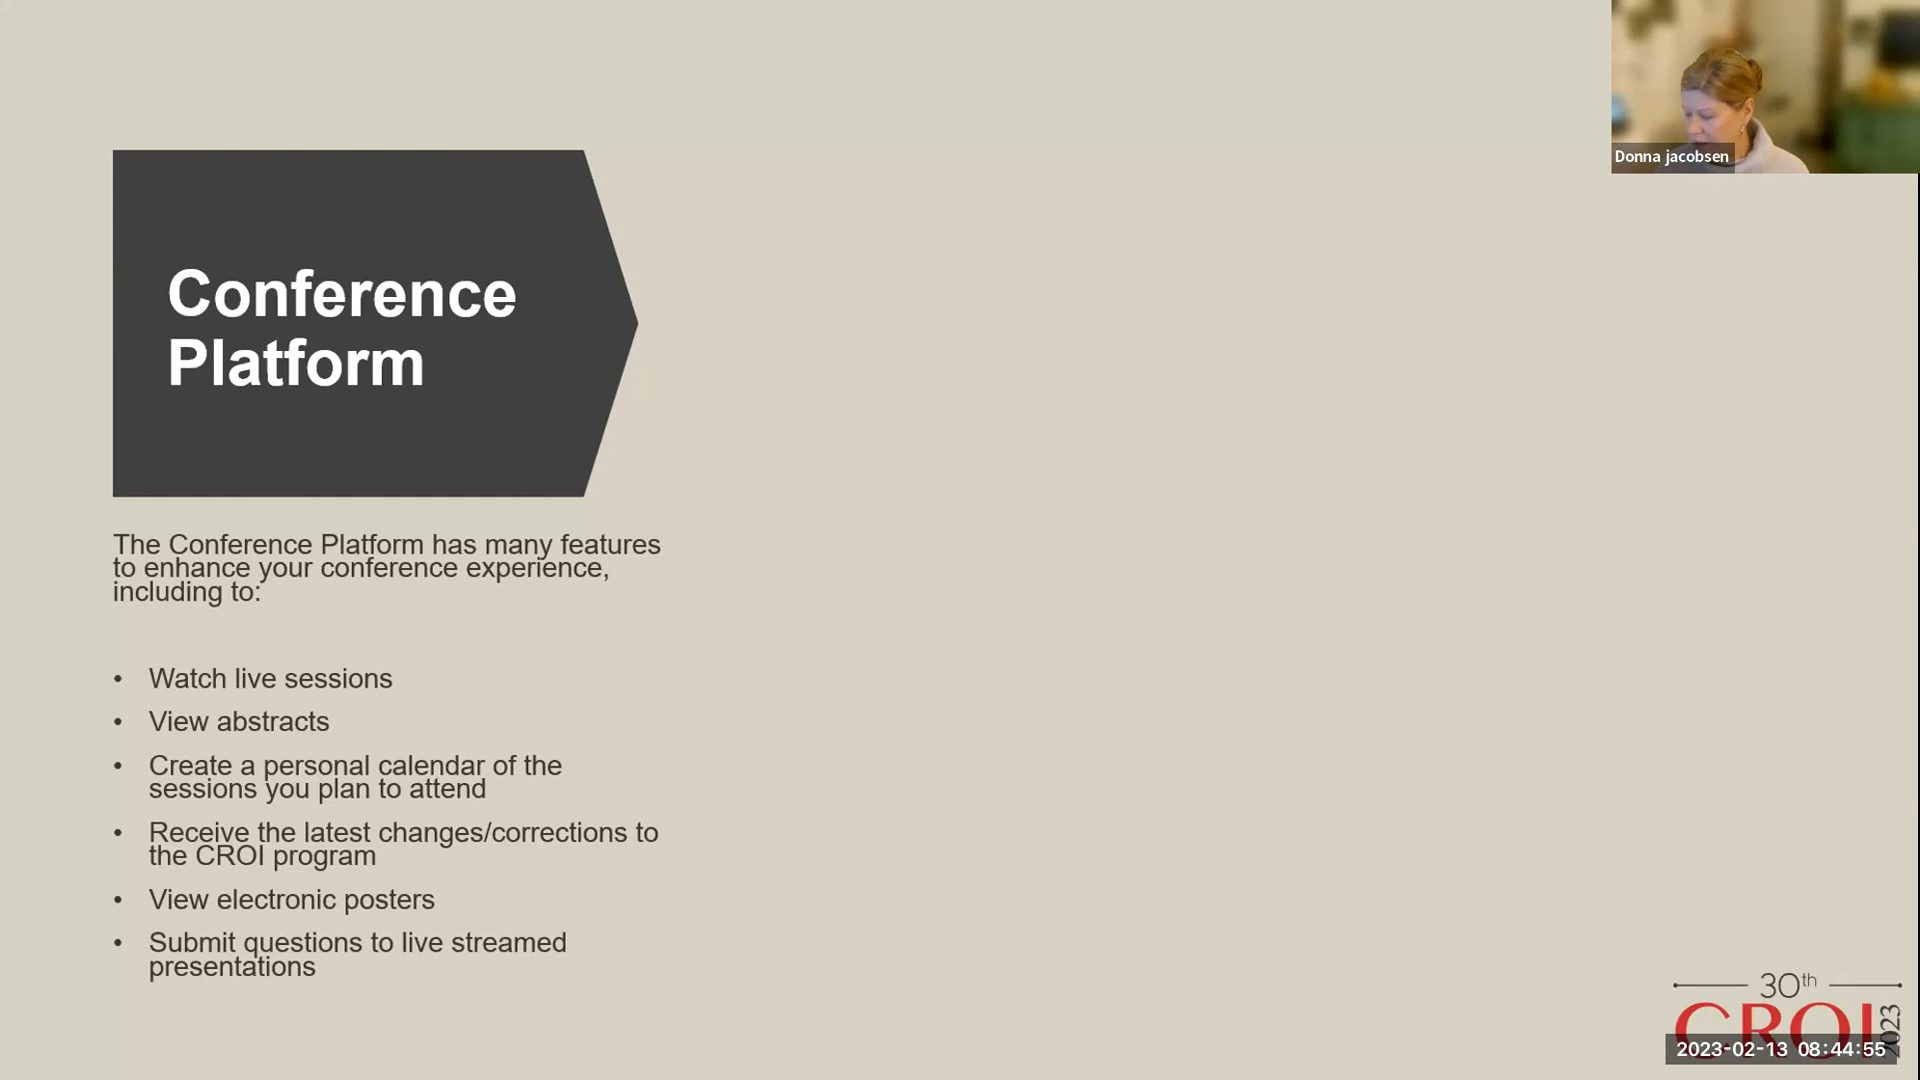 Donna jacobsen
Conference
Platform
The Conference Platform has many features
to enhance your conference experience,
including to:
• Watch live sessions
• View abstracts
• Create a personal calendar of the
sessions you plan to attend
• Receive the latest changes/corrections to
the CROI program
• View electronic posters
• Submit questions to live streamed
presentations
30th
CROI 2023
2023-02-13 08:44:55